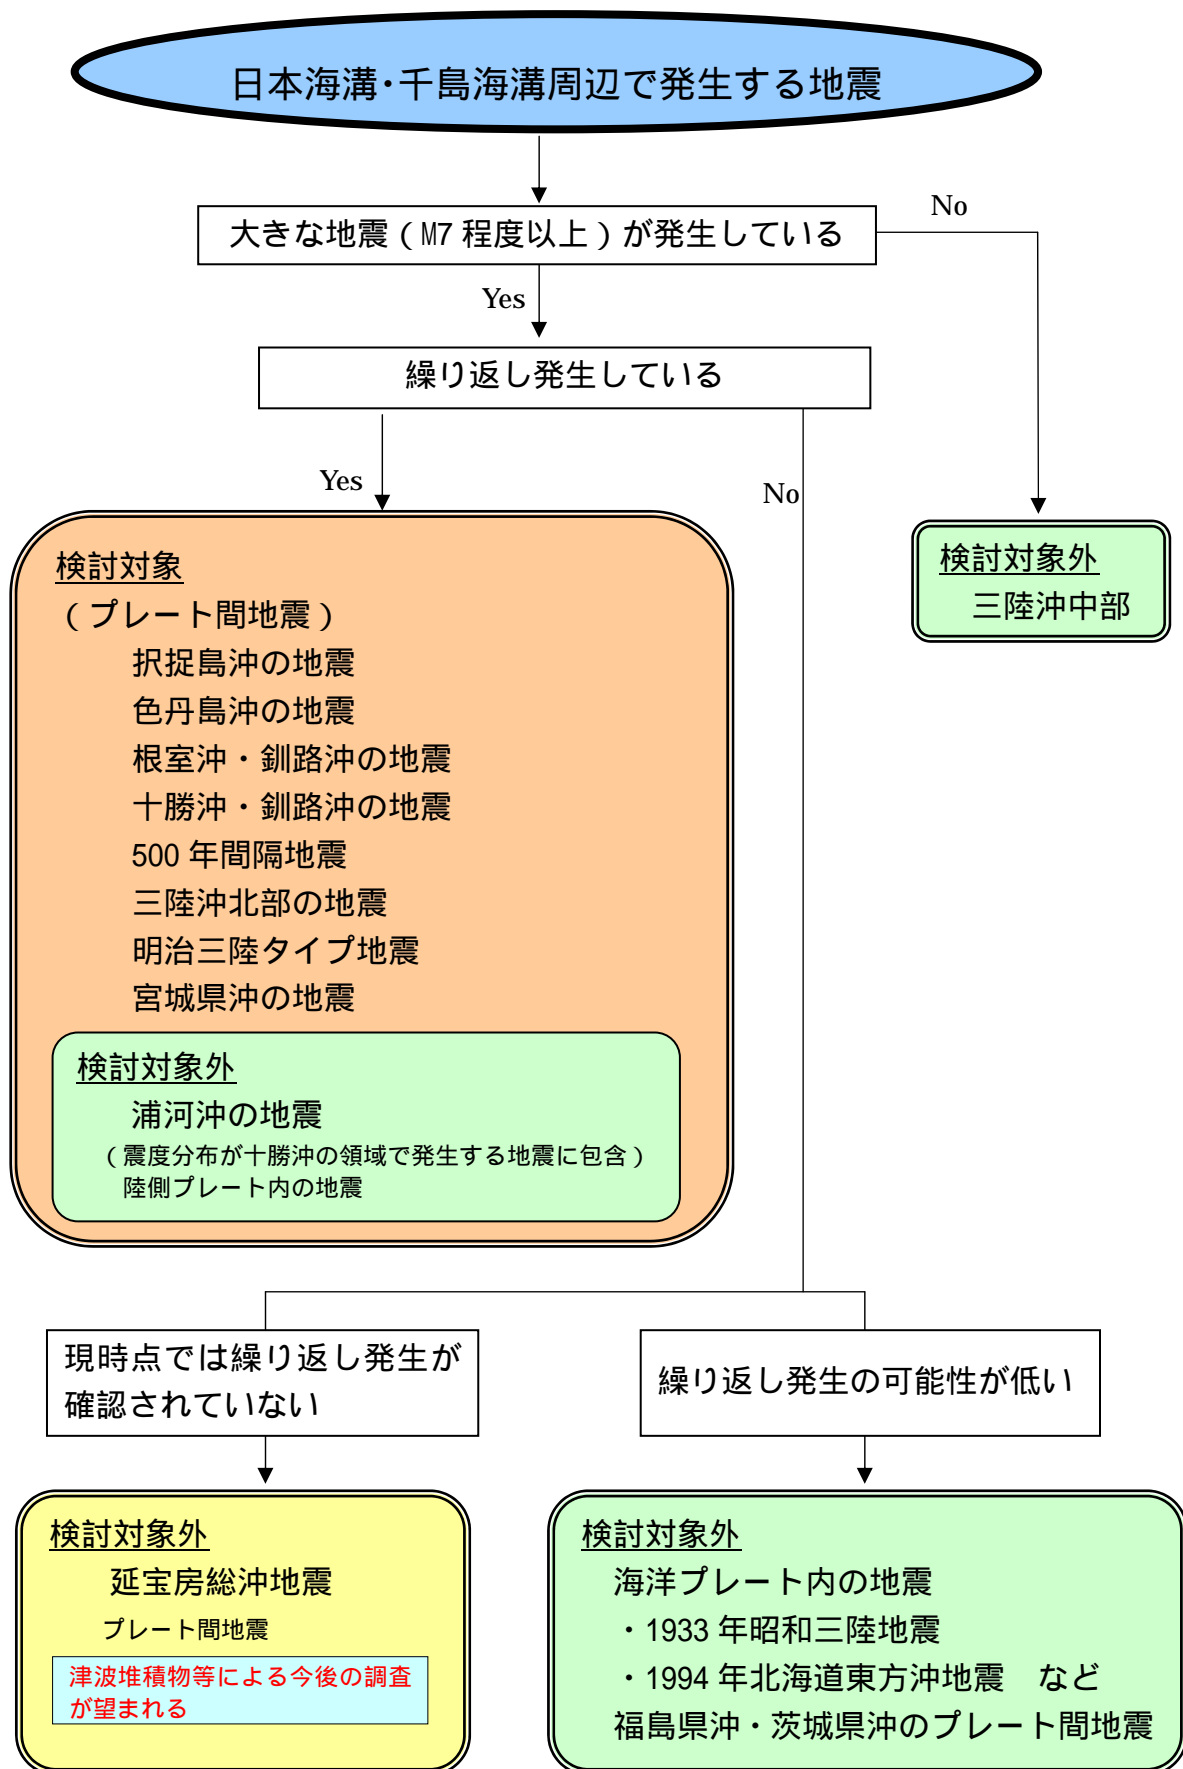 日本海溝・千島海溝周辺で発生する地震
大きな地震（M7 程度以上）が発生している
No
Yes
繰り返し発生している
Yes
No
検討対象
（プレート間地震）
択捉島沖の地震
色丹島沖の地震
根室沖・釧路沖の地震
十勝沖・釧路沖の地震
500 年間隔地震
三陸沖北部の地震
明治三陸タイプ地震
宮城県沖の地震
検討対象外
浦河沖の地震
（震度分布が十勝沖の領域で発生する地震に包含）
陸側プレート内の地震
検討対象外
三陸沖中部
現時点では繰り返し発生が
確認されていない
繰り返し発生の可能性が低い
検討対象外
延宝房総沖地震
プレート間地震
津波堆積物等による今後の調査
が望まれる
検討対象外
海洋プレート内の地震
・1933 年昭和三陸地震
・1994 年北海道東方沖地震　など
福島県沖・茨城県沖のプレート間地震